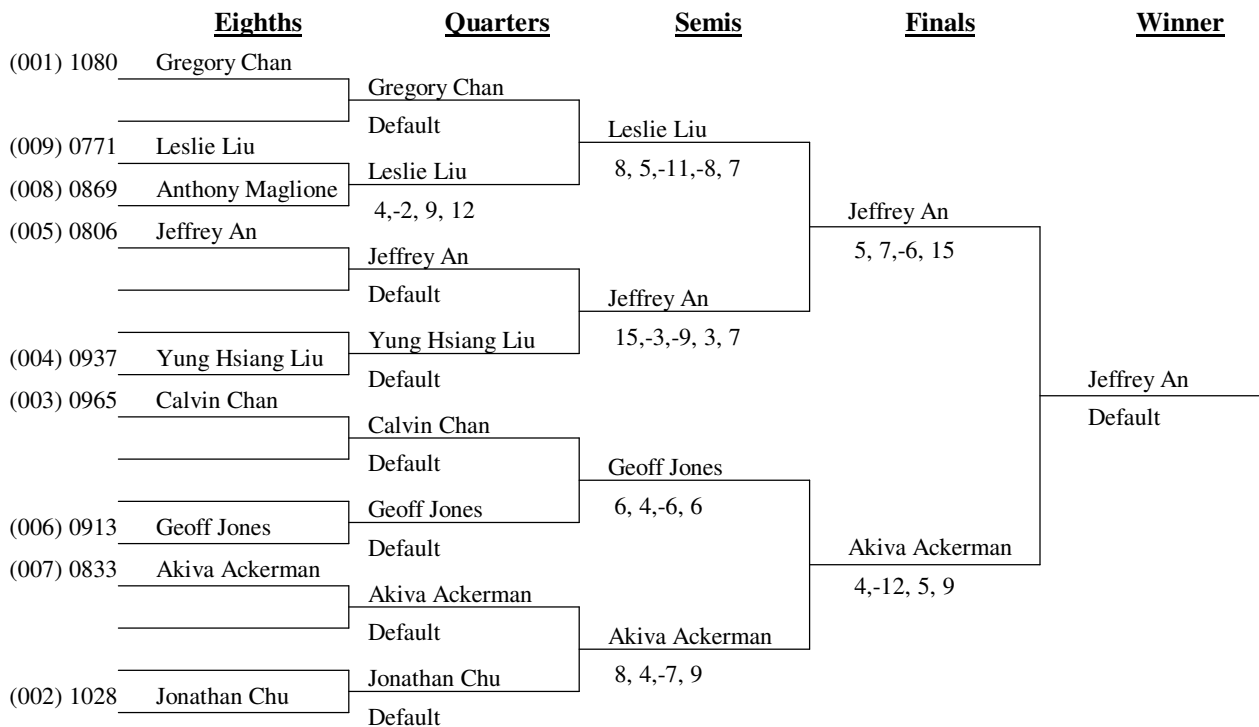 Eighths Quarters Semis Finals Winner
(001) 1080 Gregory Chan
Gregory Chan
Default
(009) 0771 Leslie Liu
Leslie Liu
8, 5,-11,-8, 7
(008) 0869 Anthony Maglione
Leslie Liu
4,-2, 9, 12
(005) 0806 Jeffrey An
Jeffrey An
5, 7,-6, 15
Jeffrey An
Default
Jeffrey An
15,-3,-9, 3, 7
(004) 0937 Yung Hsiang Liu
Yung Hsiang Liu
Default
Jeffrey An
Default
(003) 0965 Calvin Chan
Calvin Chan
Default
Geoff Jones
6, 4,-6, 6
(006) 0913 Geoff Jones
Geoff Jones
Default
Akiva Ackerman
4,-12, 5, 9
(007) 0833 Akiva Ackerman
Akiva Ackerman
Default
Akiva Ackerman
8, 4,-7, 9
(002) 1028 Jonathan Chu
Jonathan Chu
Default